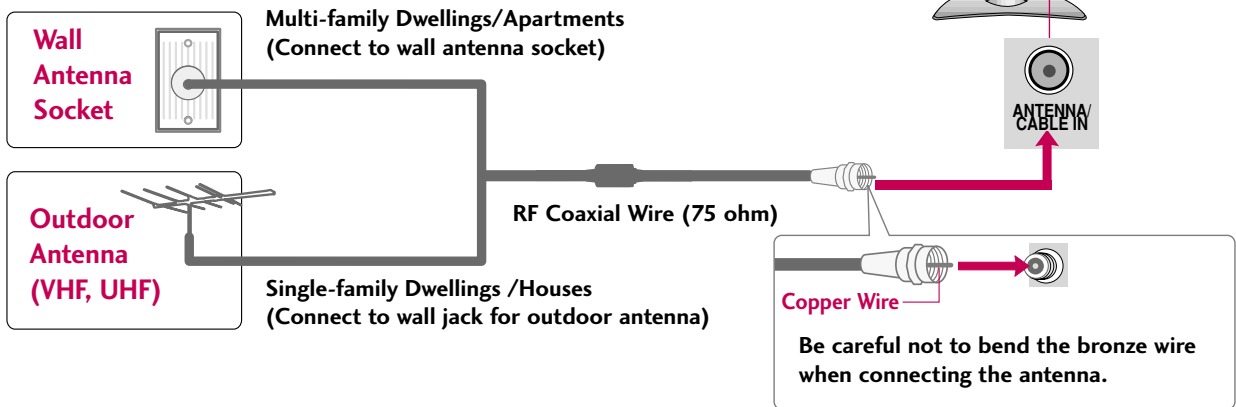 Multi-family Dwellings/Apartments
(Connect to wall antenna socket)
Wall
Antenna
Socket
ANTENNA/
CABLE IN
RF Coaxial Wire (75 ohm)
Outdoor
Antenna
(VHF, UHF)
Single-family Dwellings /Houses
(Connect to wall jack for outdoor antenna)
Copper Wire
Be careful not to bend the bronze wire
when connecting the antenna.